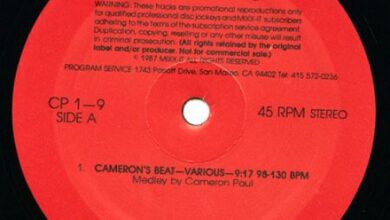 WARNING: These tracks are promotional reproductions only
for qualified professional disc jockeys and MIXX-IT subscribers
adhering to the terms of the subscription service agreement.
Duplication, copying, reselling or any other misuse will result
in criminal prosecution. (All rights retained by the original
label and/or producer. Not for commercial sale.)
© 1987 MIXX-IT ALL RIGHTS RESERVED
PROGRAM SERVICE 1743 Drive, San Mateo, CA 94402 Tel: 415 572-0236
CP 1—9
SIDE A
45 RPM STEREO
1. CAMERON'S BEAT—VARIOUS—9:17 98-130 BPM
Medley by Cameron Paul